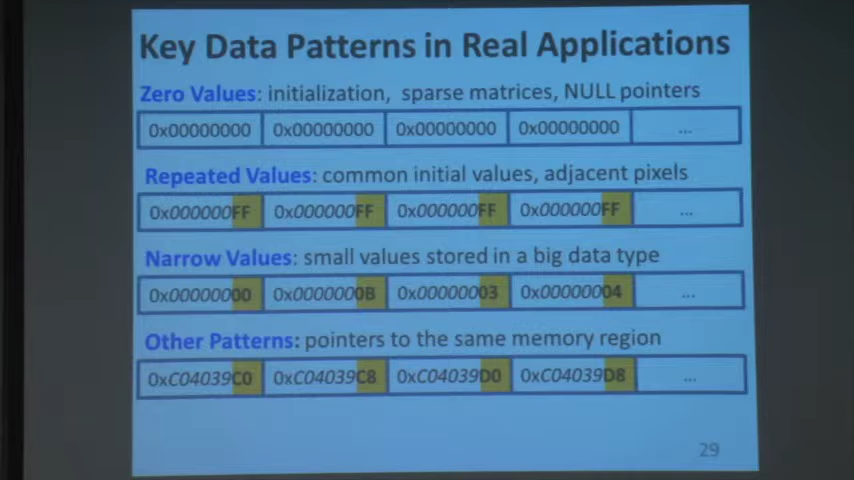 Key Data Patterns in Real Applications
Zero Values: initialization, sparse matrices, NULL pointers
0x00000000 0x00000000 0x00000000 0x00000000 ...
Repeated Values: common initial values, adjacent pixels
0x000000FF 0x000000FF 0x000000FF 0x000000FF ...
Narrow Values: small values stored in a big data type
0x00000000 0x0000000B 0x00000003 0x00000004 ...
Other Patterns: pointers to the same memory region
0xC04039C0 0xC04039C8 0xC04039D0 0xC04039D8 ...
29